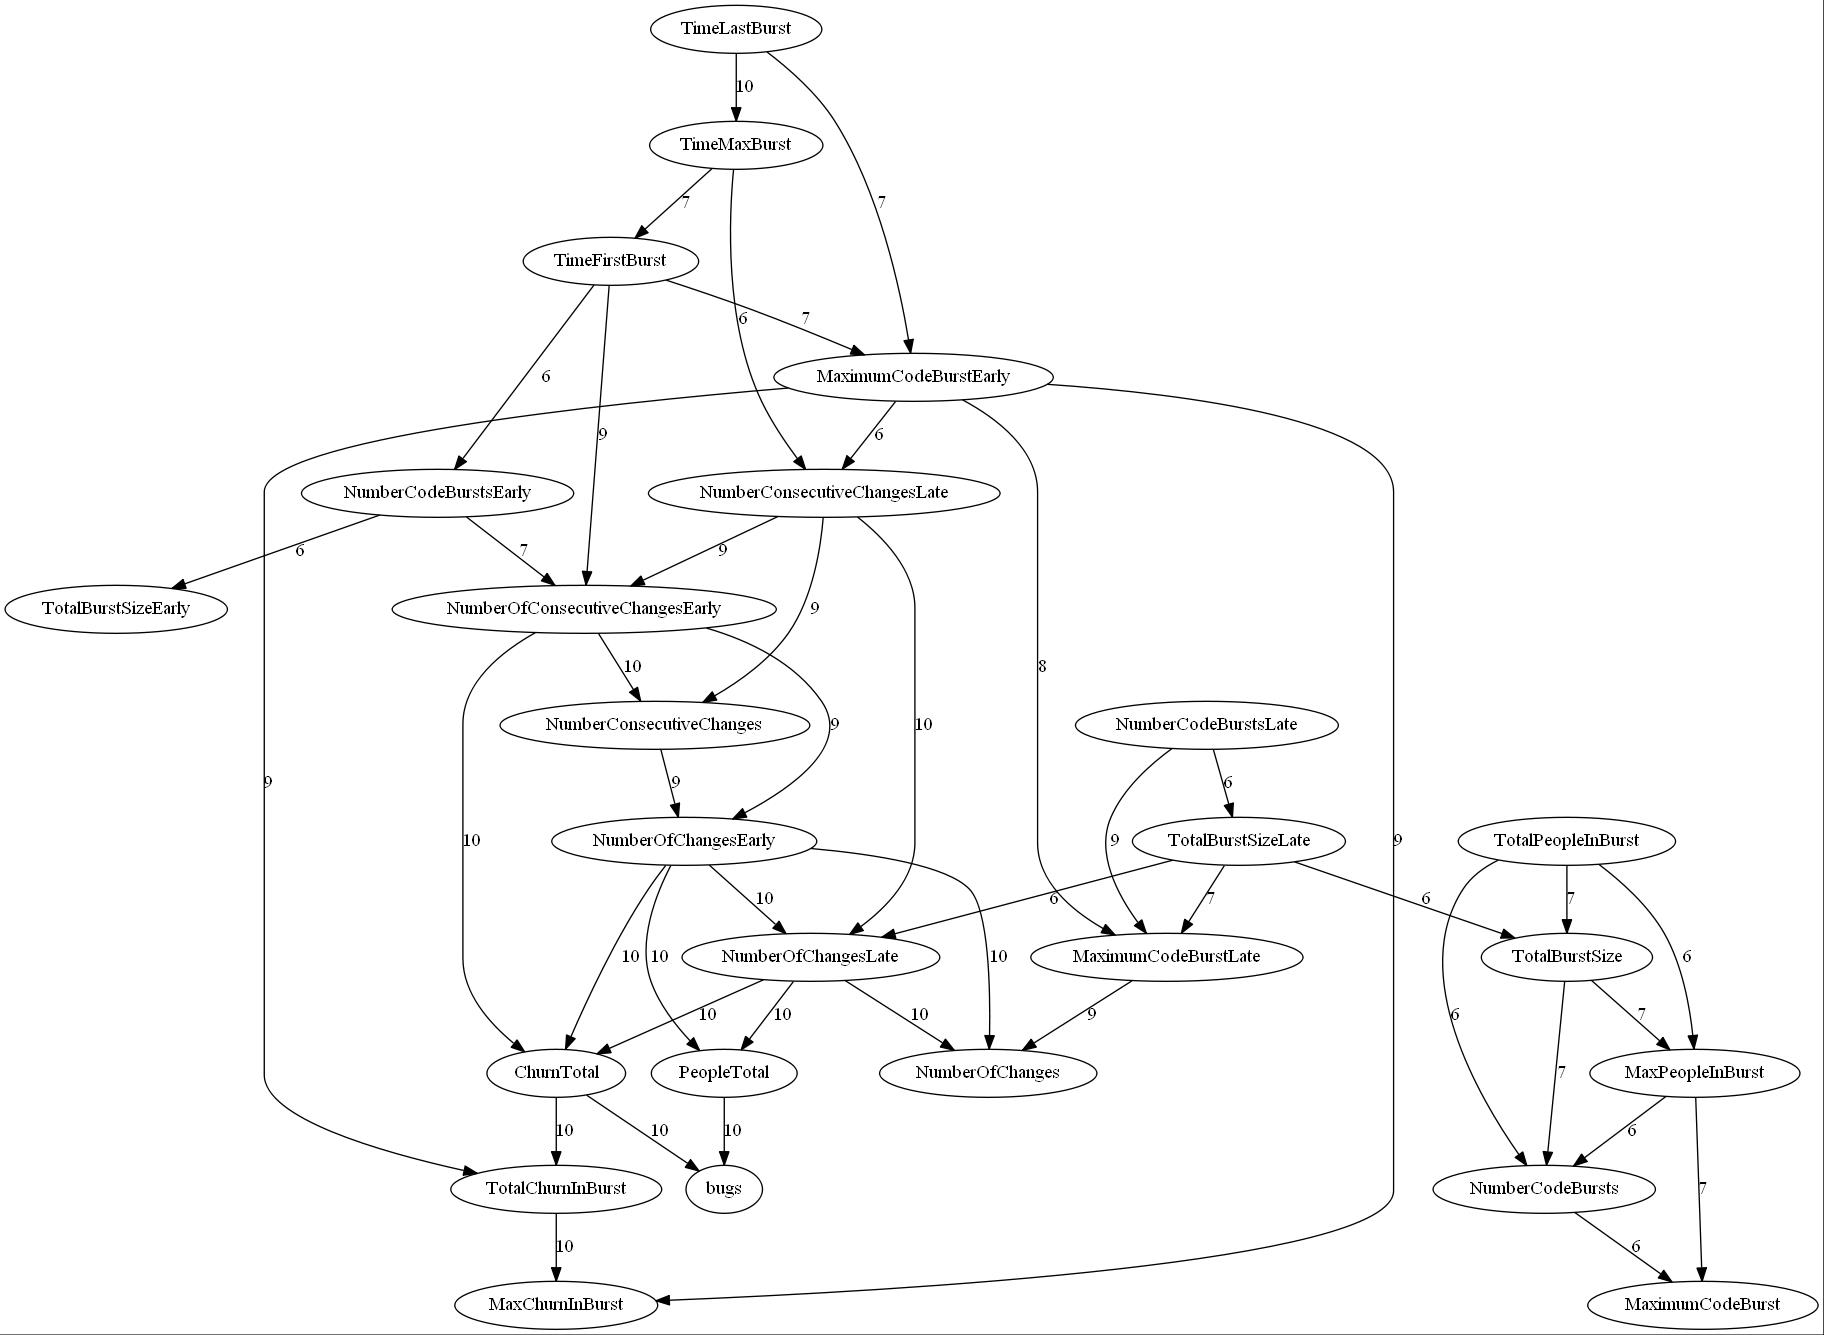 TimeLastBurst
10
TimeMaxBurst
7
7
TimeFirstBurst
6
7
MaximumCodeBurstEarly
6
9
6
NumberCodeBurstsEarly
NumberConsecutiveChangesLate
6
7
9
TotalBurstSizeEarly
NumberOfConsecutiveChangesEarly
9
10
8
NumberConsecutiveChanges
9
10
NumberCodeBurstsLate
9
9
6
10
NumberOfChangesEarly
9
TotalBurstSizeLate
9
TotalPeopleInBurst
10
6
7
6
7
10
10
NumberOfChangesLate
10
MaximumCodeBurstLate
TotalBurstSize
6
10
10
10
9
6
7
ChurnTotal
PeopleTotal
NumberOfChanges
7
MaxPeopleInBurst
10
10
10
6
TotalChurnInBurst
bugs
NumberCodeBursts
7
10
6
MaxChurnInBurst
MaximumCodeBurst